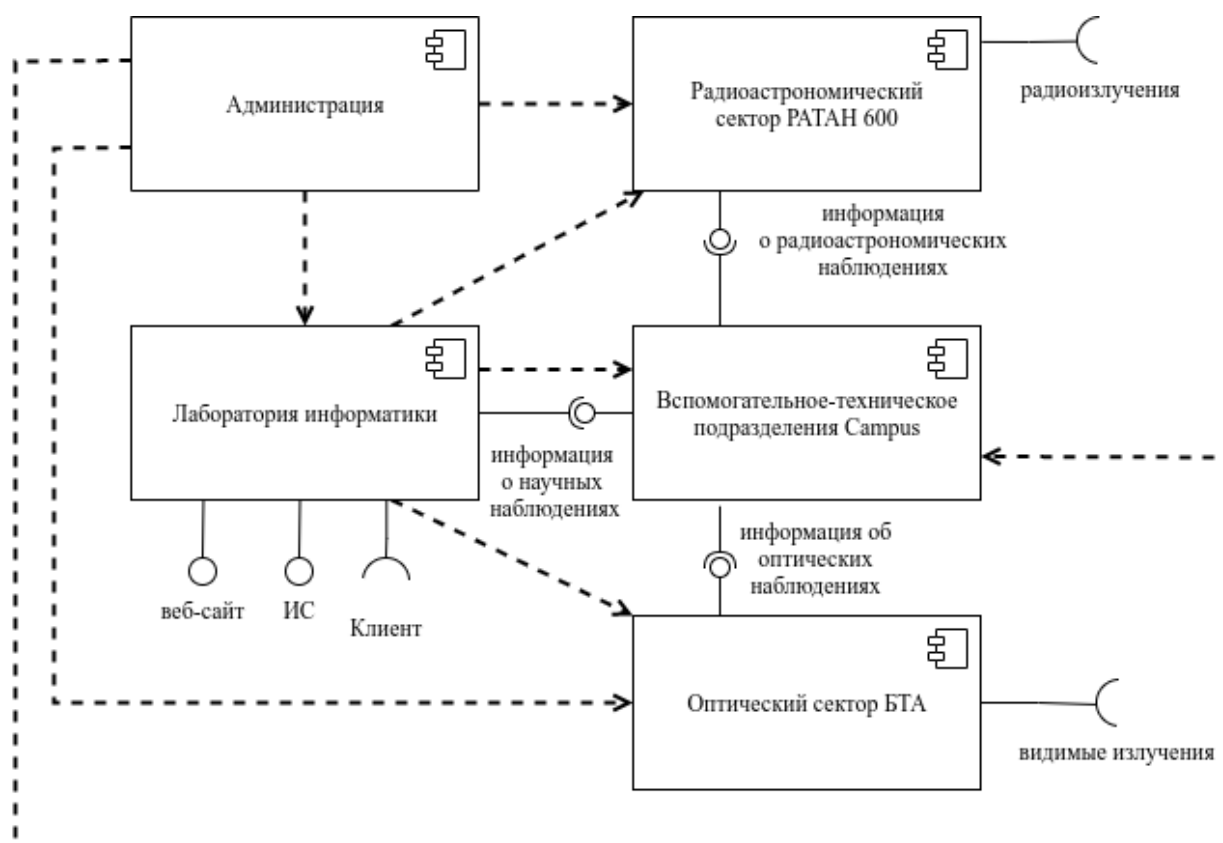 Администрация
Радиоастрономический
сектор РАТАН 600
радиоизлучения
информация
о радиоастрономических
наблюдениях
Лаборатория информатики
Вспомогательное-техническое
подразделения Campus
информация
о научных
наблюдениях
информация об
оптических
наблюдениях
веб-сайт
ИС
Клиент
Оптический сектор БТА
видимые излучения